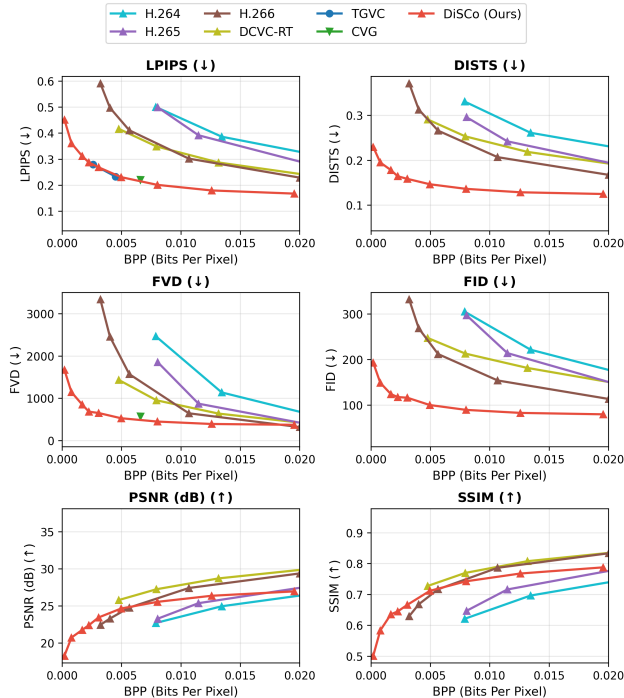 H.264 H.266 TGVC DiSCo (Ours)
H.265 DCVC-RT CVG
LPIPS (↓) DISTS (↓)
LPIPS (↓)
0.6
0.5
0.4
0.3
0.2
0.1
0.000 0.005 0.010 0.015 0.020
BPP (Bits Per Pixel)
DISTS (↓)
0.3
0.2
0.1
0.000 0.005 0.010 0.015 0.020
BPP (Bits Per Pixel)
FVD (↓) FID (↓)
FVD (↓)
3000
2000
1000
0
0.000 0.005 0.010 0.015 0.020
BPP (Bits Per Pixel)
FID (↓)
300
200
100
0.000 0.005 0.010 0.015 0.020
BPP (Bits Per Pixel)
PSNR (dB) (↑) SSIM (↑)
PSNR (dB) (↑)
35
30
25
20
0.000 0.005 0.010 0.015 0.020
BPP (Bits Per Pixel)
SSIM (↑)
0.9
0.8
0.7
0.6
0.5
0.000 0.005 0.010 0.015 0.020
BPP (Bits Per Pixel)